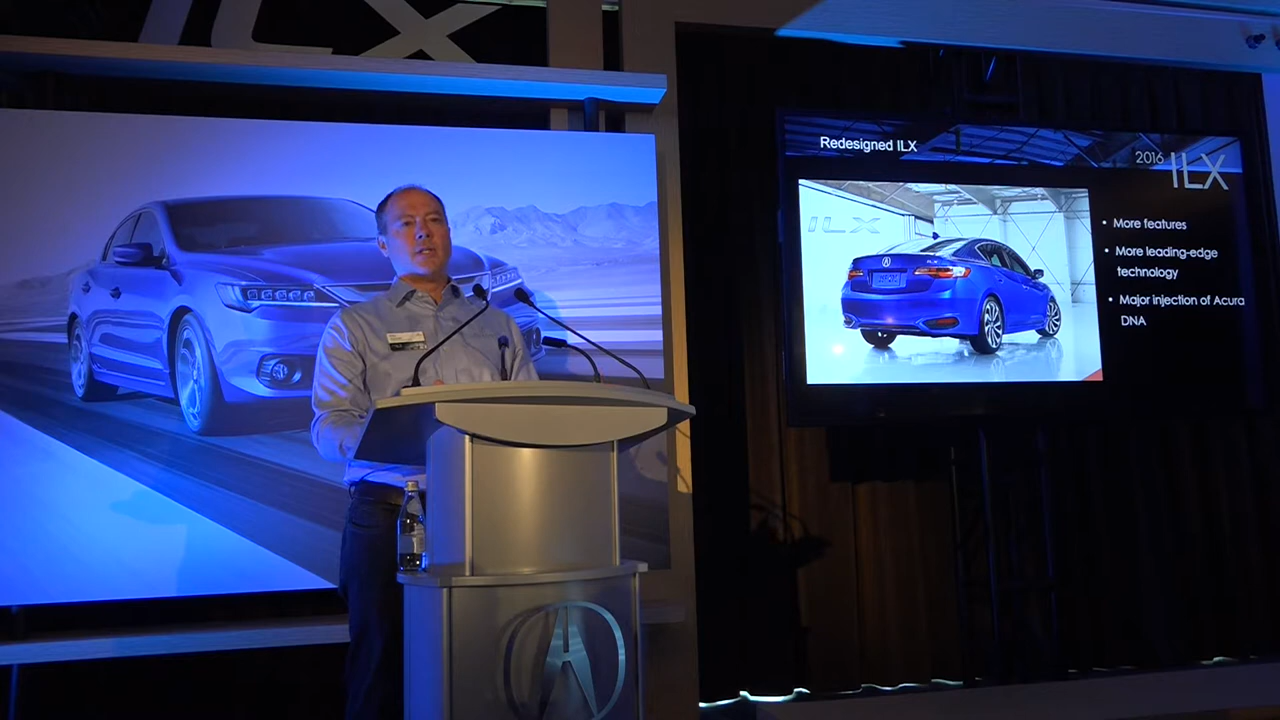 ILX
Redesigned ILX
2016 ILX
ILX
• More features
• More leading-edge
technology
• Major injection of Acura
DNA